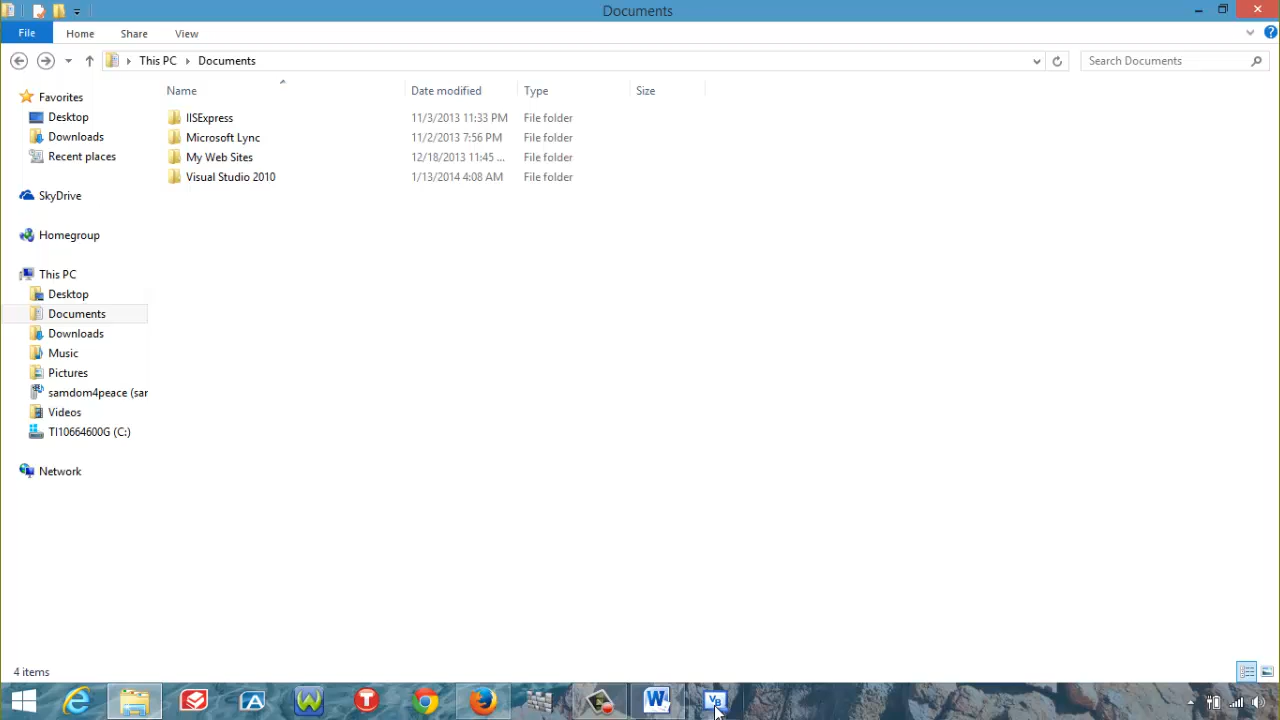 Documents
File Home Share View
This PC Documents Search Documents
Name Date modified Type Size
Favorites
Desktop
Downloads
Recent places
SkyDrive
Homegroup
This PC
Desktop
Documents
Downloads
Music
Pictures
samdom4peace (sar
Videos
TI10664600G (C:)
Network
IISExpress 11/3/2013 11:33 PM File folder
Microsoft Lync 11/2/2013 7:56 PM File folder
My Web Sites 12/18/2013 11:45 ... File folder
Visual Studio 2010 1/13/2014 4:08 AM File folder
4 items